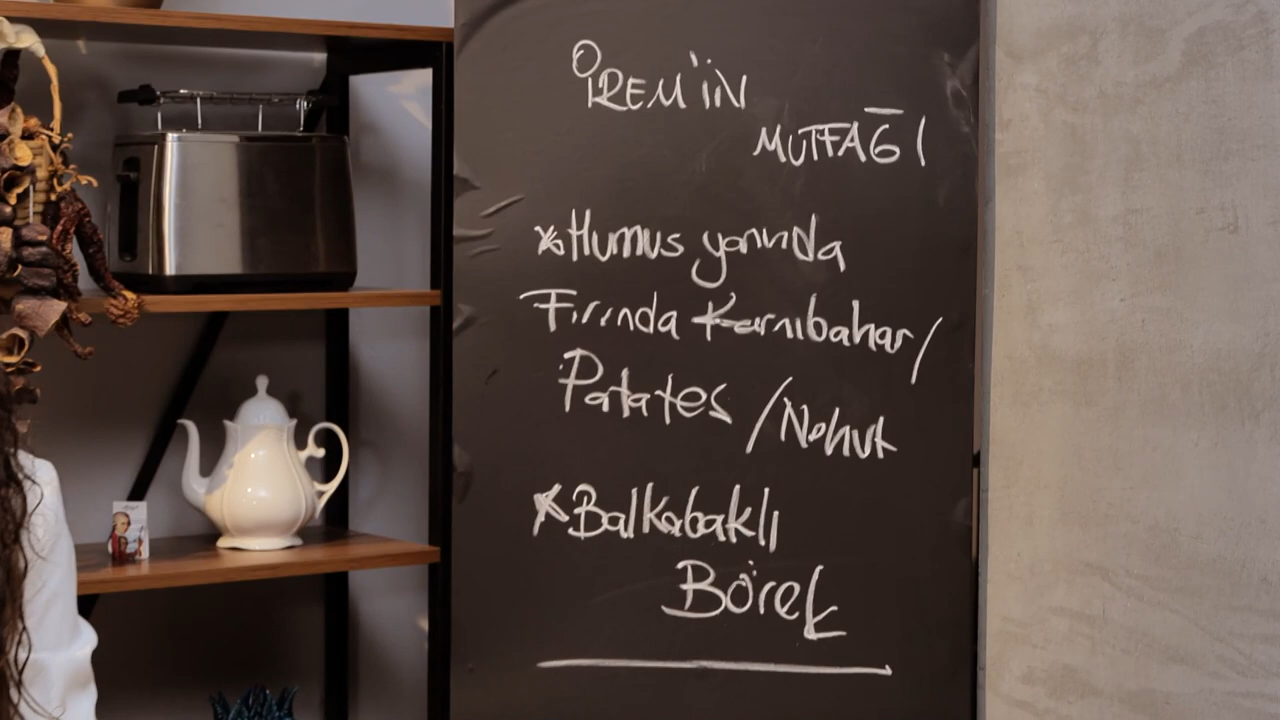 İREM'İN
MUTFAĞI
*Humus yanında
Fırında Karnıbahar/
Patates /Nohut
*Balkabaklı
Börek